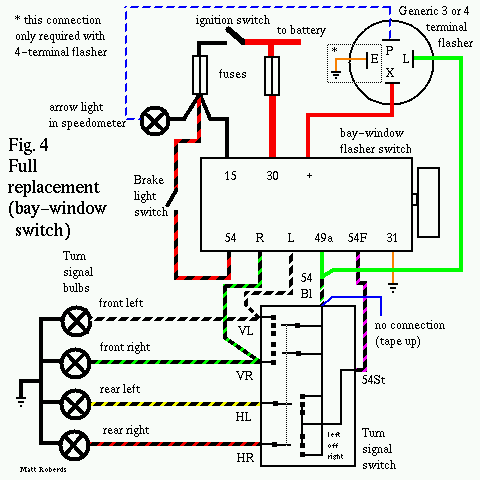 * this connection
only required with
4-terminal flasher
ignition switch
to battery
Generic 3 or 4
terminal
flasher
P
*
E
L
X
fuses
arrow light
in speedometer
bay-window
flasher switch
Fig. 4
Full
replacement
(bay-window
switch)
Brake
light
switch
15
30
+
54
R
L
49a
54F
31
Turn
signal
bulbs
54
Bl
front left
VL
no connection
(tape up)
front right
VR
54St
rear left
HL
rear right
HR
left
off
right
Turn
signal
switch
Matt Roberds